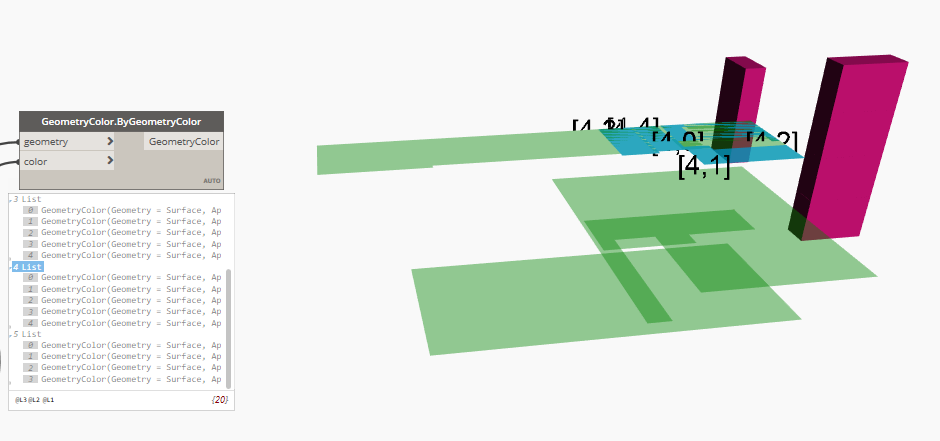 GeometryColor.ByGeometryColor
geometry > GeometryColor
color >
AUTO
3 List
0 GeometryColor(Geometry = Surface, Ap
1 GeometryColor(Geometry = Surface, Ap
2 GeometryColor(Geometry = Surface, Ap
3 GeometryColor(Geometry = Surface, Ap
4 GeometryColor(Geometry = Surface, Ap
4 List
0 GeometryColor(Geometry = Surface, Ap
1 GeometryColor(Geometry = Surface, Ap
2 GeometryColor(Geometry = Surface, Ap
3 GeometryColor(Geometry = Surface, Ap
4 GeometryColor(Geometry = Surface, Ap
5 List
0 GeometryColor(Geometry = Surface, Ap
1 GeometryColor(Geometry = Surface, Ap
2 GeometryColor(Geometry = Surface, Ap
3 GeometryColor(Geometry = Surface, Ap
@L3 @L2 @L1 {20}
[4,0] [4,2]
[4,1]